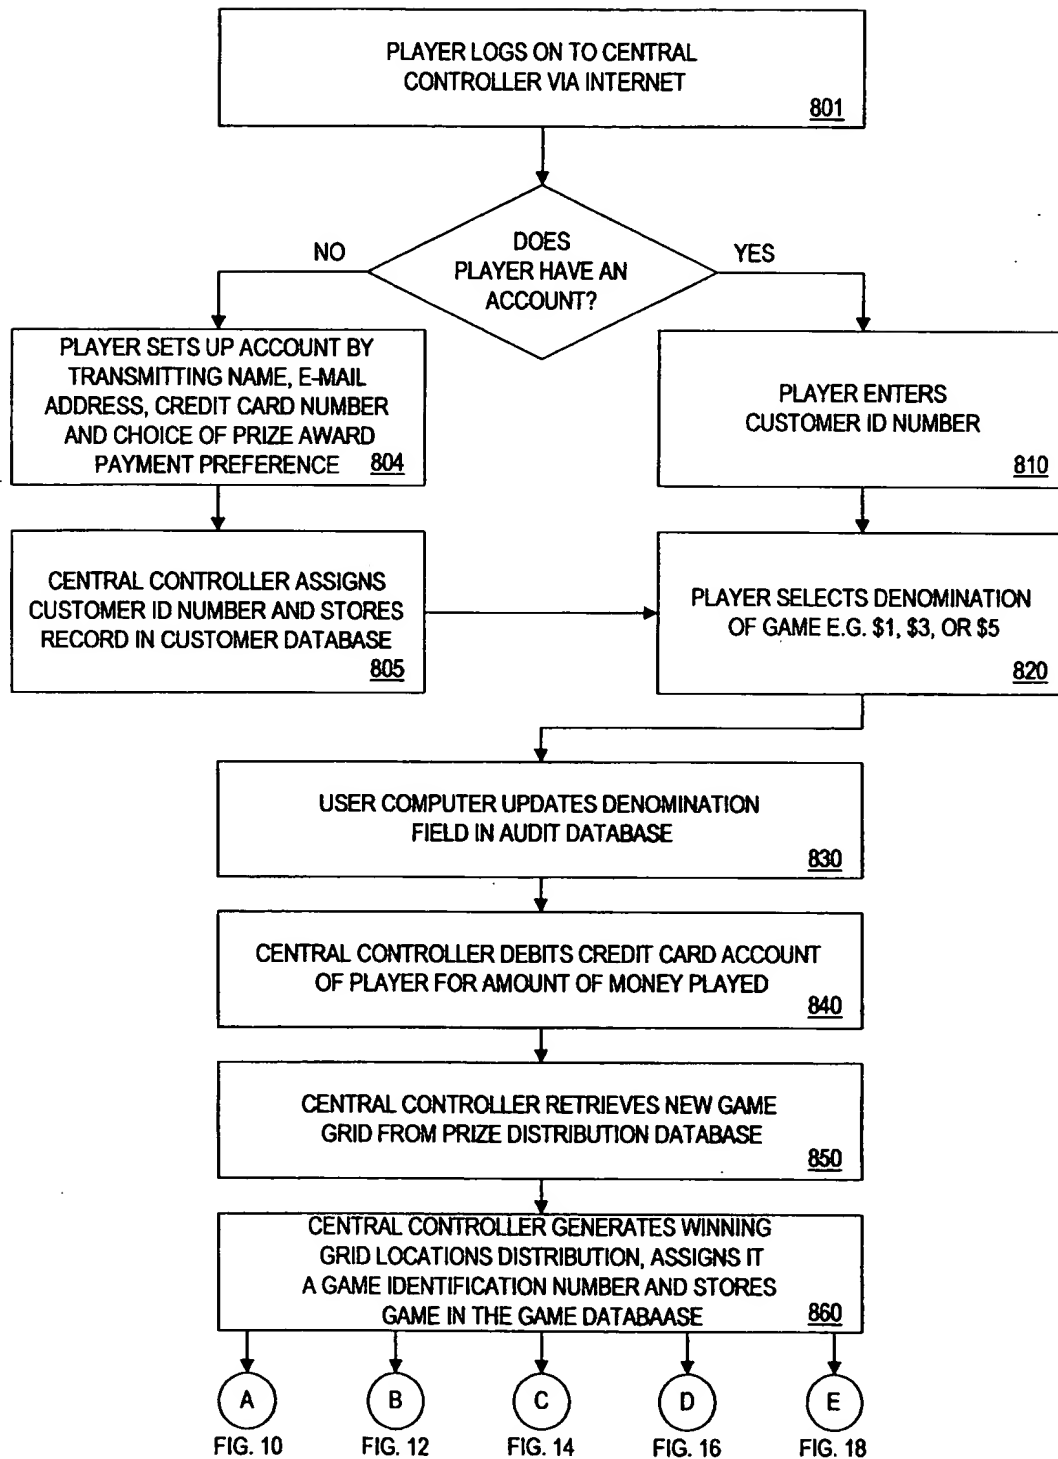 PLAYER LOGS ON TO CENTRAL
CONTROLLER VIA INTERNET
801
DOES
PLAYER HAVE AN
ACCOUNT?
NO
YES
PLAYER SETS UP ACCOUNT BY
TRANSMITTING NAME, E-MAIL
ADDRESS, CREDIT CARD NUMBER
AND CHOICE OF PRIZE AWARD
PAYMENT PREFERENCE 804
PLAYER ENTERS
CUSTOMER ID NUMBER
810
CENTRAL CONTROLLER ASSIGNS
CUSTOMER ID NUMBER AND STORES
RECORD IN CUSTOMER DATABASE
805
PLAYER SELECTS DENOMINATION
OF GAME E.G. $1, $3, OR $5
820
USER COMPUTER UPDATES DENOMINATION
FIELD IN AUDIT DATABASE
830
CENTRAL CONTROLLER DEBITS CREDIT CARD ACCOUNT
OF PLAYER FOR AMOUNT OF MONEY PLAYED
840
CENTRAL CONTROLLER RETRIEVES NEW GAME
GRID FROM PRIZE DISTRIBUTION DATABASE
850
CENTRAL CONTROLLER GENERATES WINNING
GRID LOCATIONS DISTRIBUTION, ASSIGNS IT
A GAME IDENTIFICATION NUMBER AND STORES
GAME IN THE GAME DATABAASE 860
A B C D E
FIG. 10 FIG. 12 FIG. 14 FIG. 16 FIG. 18